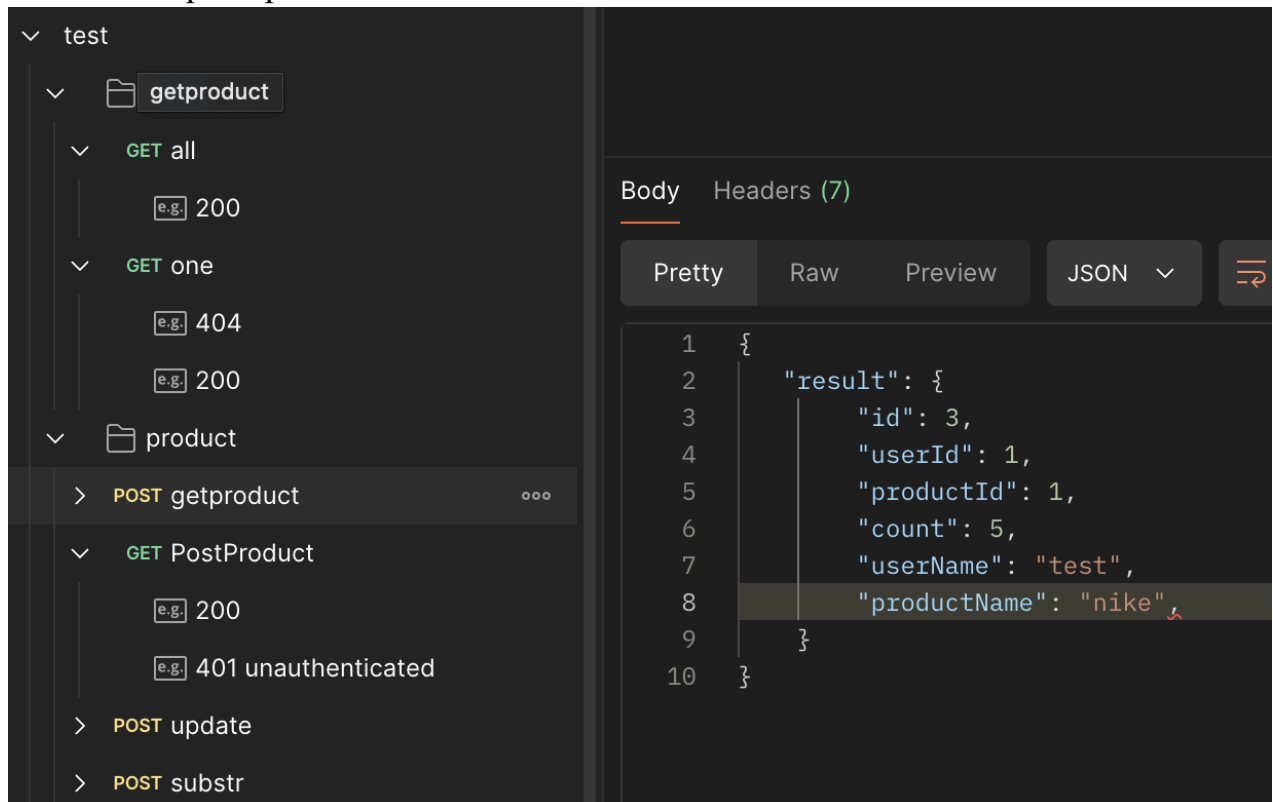 test
getproduct
GET all
e.g. 200
GET one
e.g. 404
e.g. 200
product
POST getproduct
GET PostProduct
e.g. 200
e.g. 401 unauthenticated
POST update
POST substr
Body Headers (7)
Pretty Raw Preview JSON
1 {
2 "result": {
3 "id": 3,
4 "userId": 1,
5 "productId": 1,
6 "count": 5,
7 "userName": "test",
8 "productName": "nike",
9 }
10 }